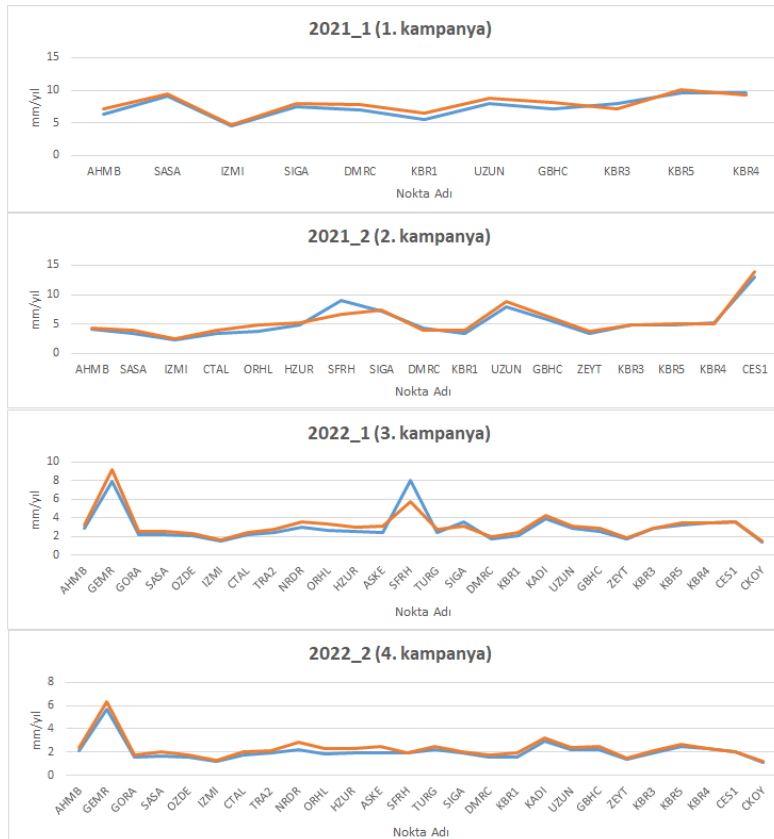 2021_1 (1. kampanya)
15
10
5
0
mm/yıl
AHMB SASA IZMI SIGA DMRC KBR1 UZUN GBHC KBR3 KBR5 KBR4
Nokta Adı
2021_2 (2. kampanya)
15
10
5
0
mm/yıl
AHMB SASA IZMI CTAL ORHL HZUR SFRH SIGA DMRC KBR1 UZUN GBHC ZEYT KBR3 KBR5 KBR4 CES1
Nokta Adı
2022_1 (3. kampanya)
10
8
6
4
2
0
mm/yıl
AHMB GEMR GORA SASA OZDE IZMI CTAL TRA2 NRDR ORHL HZUR ASKE SFRH TURG SIGA DMRC KBR1 KADI UZUN GBHC ZEYT KBR3 KBR5 KBR4 CES1 CKOY
Nokta Adı
2022_2 (4. kampanya)
8
6
4
2
0
mm/yıl
AHMB GEMR GORA SASA OZDE IZMI CTAL TRA2 NRDR ORHL HZUR ASKE SFRH TURG SIGA DMRC KBR1 KADI UZUN GBHC ZEYT KBR3 KBR5 KBR4 CES1 CKOY
Nokta Adı